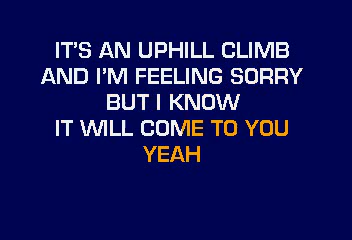 IT'S AN UPHILL CLIMB
AND I'M FEELING SORRY
BUT I KNOW
IT WILL COME TO YOU
YEAH